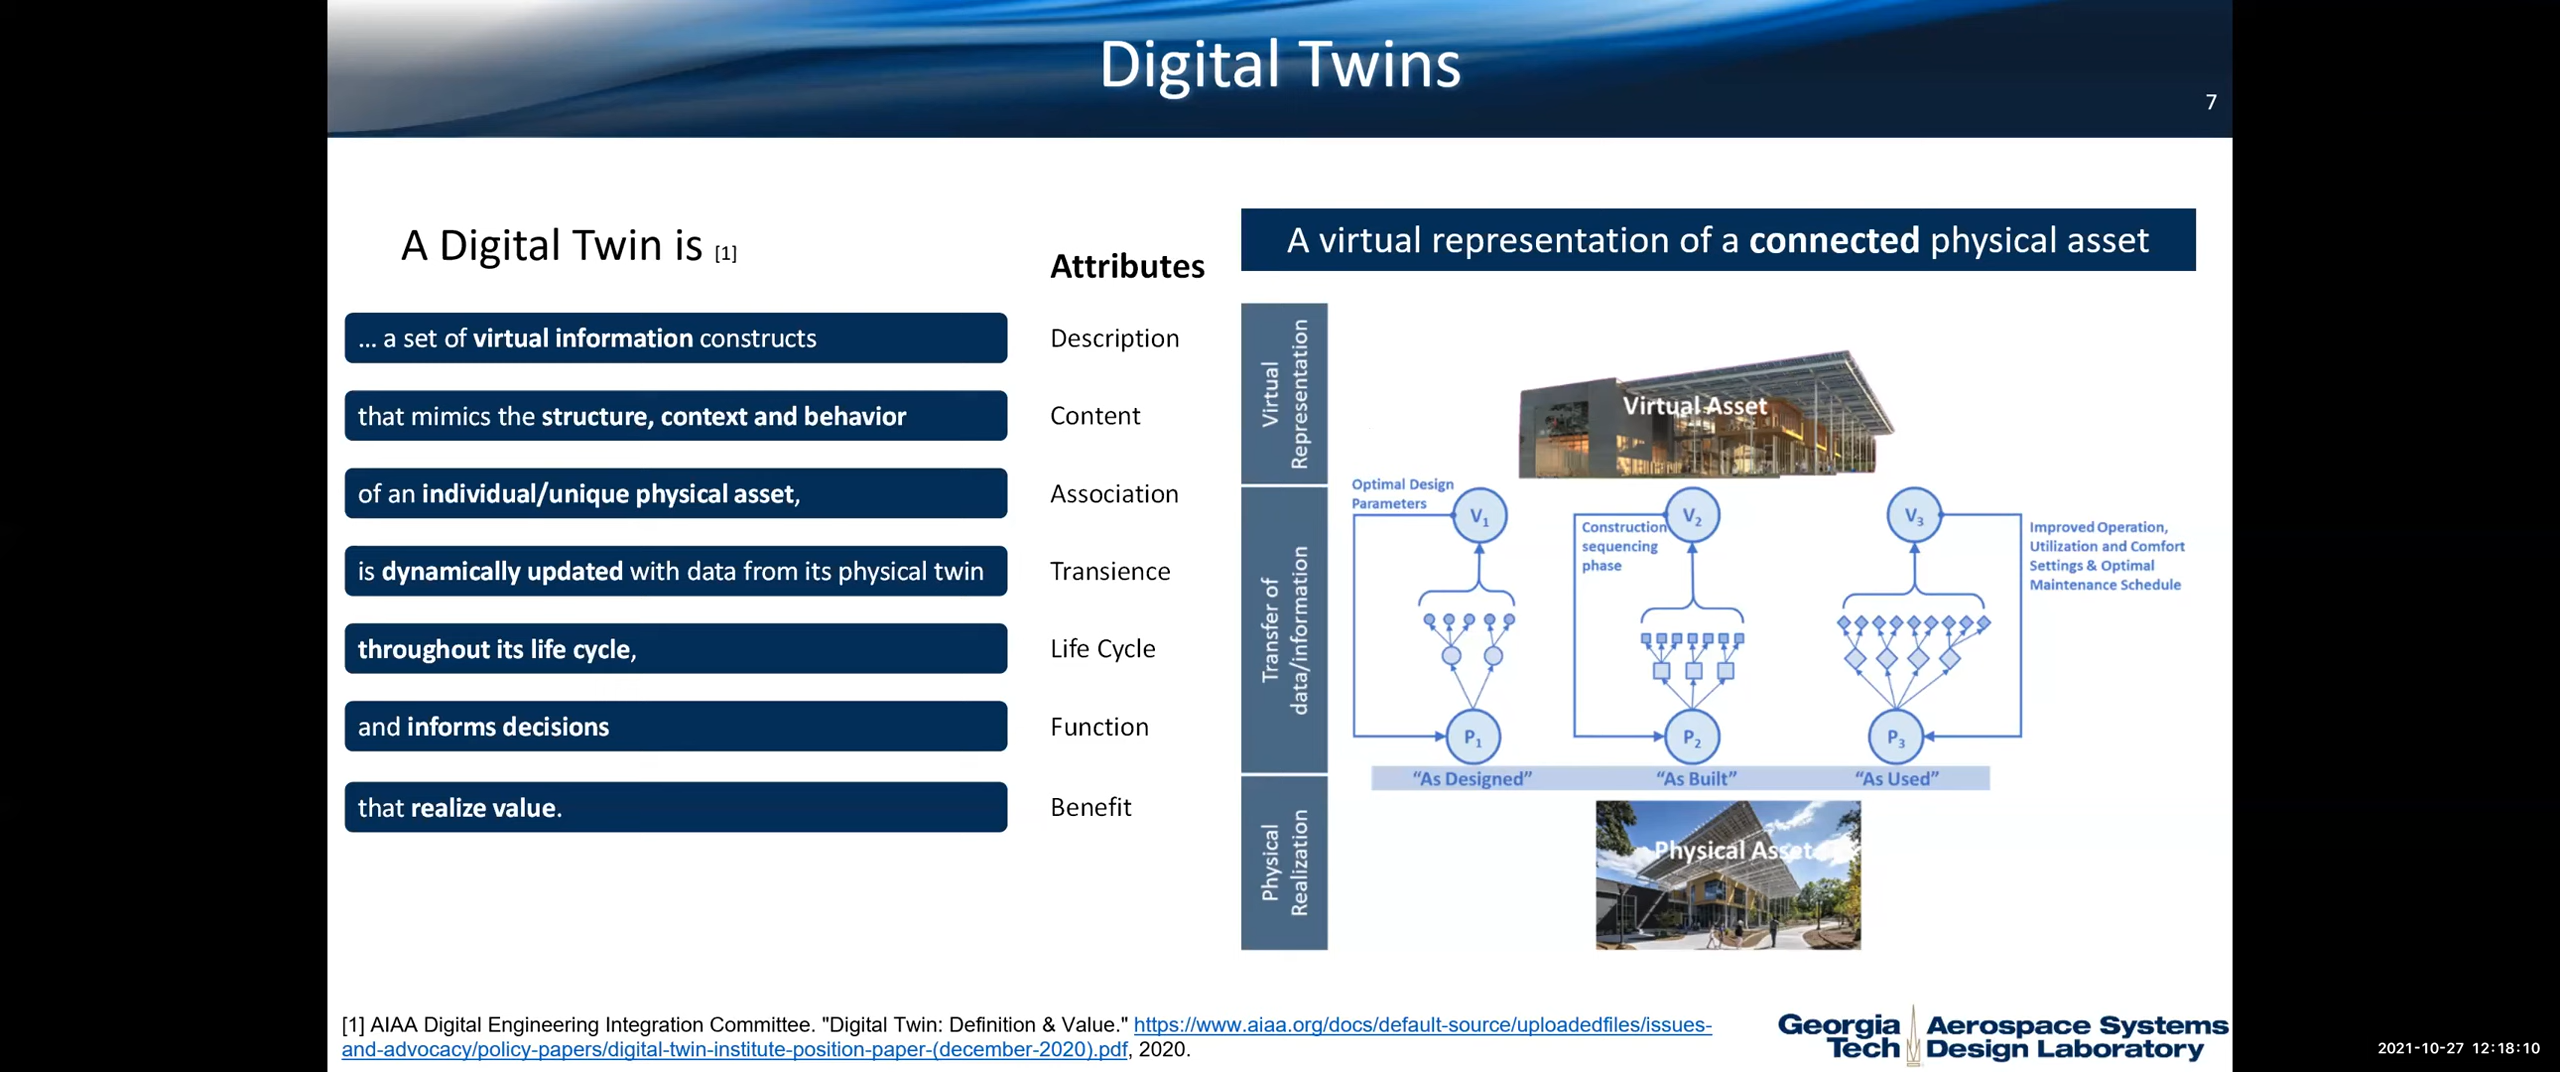 Digital Twins
7
A Digital Twin is [1]
Attributes
... a set of virtual information constructs
Description
that mimics the structure, context and behavior
Content
of an individual/unique physical asset,
Association
is dynamically updated with data from its physical twin
Transience
throughout its life cycle,
Life Cycle
and informs decisions
Function
that realize value.
Benefit
A virtual representation of a connected physical asset
Virtual
Representation
Virtual Asset
Transfer of
data/information
Optimal Design
Parameters
V1
Construction
sequencing
phase
V2
V3
Improved Operation,
Utilization and Comfort
Settings & Optimal
Maintenance Schedule
P1
P2
P3
"As Designed"
"As Built"
"As Used"
Physical
Realization
Physical Asset
[1] AIAA Digital Engineering Integration Committee. "Digital Twin: Definition & Value." https://www.aiaa.org/docs/default-source/uploadedfiles/issues-
and-advocacy/policy-papers/digital-twin-institute-position-paper-(december-2020).pdf, 2020.
Georgia
Tech
Aerospace Systems
Design Laboratory
2021-10-27 12:18:10